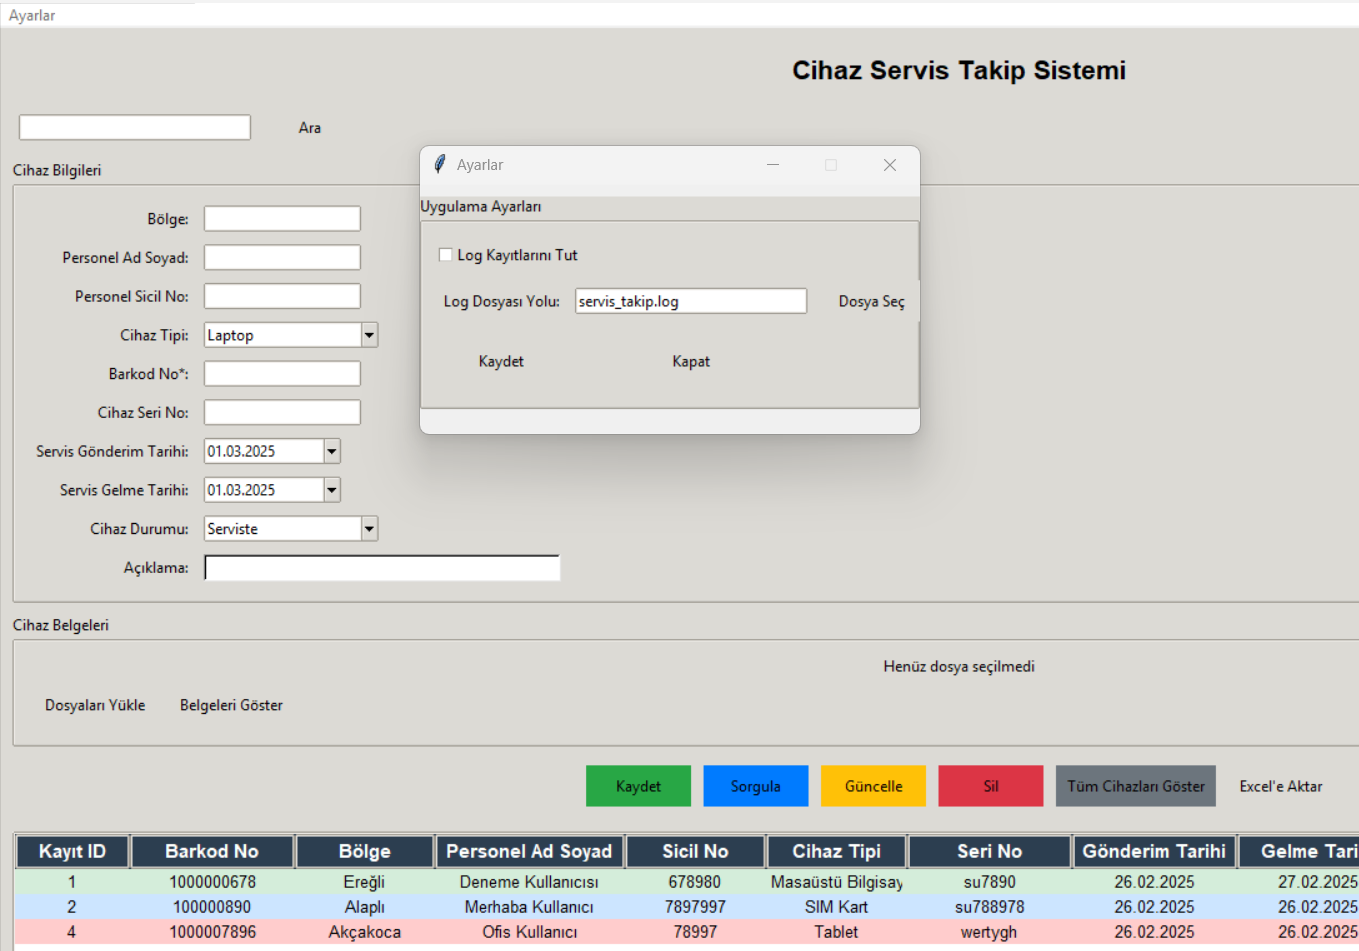 Ayarlar
Cihaz Servis Takip Sistemi
Ara
Cihaz Bilgileri
Bölge:
Personel Ad Soyad:
Personel Sicil No:
Cihaz Tipi: Laptop
Barkod No*:
Cihaz Seri No:
Servis Gönderim Tarihi: 01.03.2025
Servis Gelme Tarihi: 01.03.2025
Cihaz Durumu: Serviste
Açıklama:
Ayarlar
Uygulama Ayarları
Log Kayıtlarını Tut
Log Dosyası Yolu: servis_takip.log Dosya Seç
Kaydet Kapat
Cihaz Belgeleri
Henüz dosya seçilmedi
Dosyaları Yükle Belgeleri Göster
Kaydet Sorgula Güncelle Sil Tüm Cihazları Göster Excel'e Aktar
Kayıt ID Barkod No Bölge Personel Ad Soyad Sicil No Cihaz Tipi Seri No Gönderim Tarihi Gelme Tari
1 1000000678 Ereğli Deneme Kullanıcısı 678980 Masaüstü Bilgisay su7890 26.02.2025 27.02.2025
2 100000890 Alaplı Merhaba Kullanıcı 7897997 SIM Kart su788978 26.02.2025 26.02.2025
4 1000007896 Akçakoca Ofis Kullanıcı 78997 Tablet wertygh 26.02.2025 26.02.2025